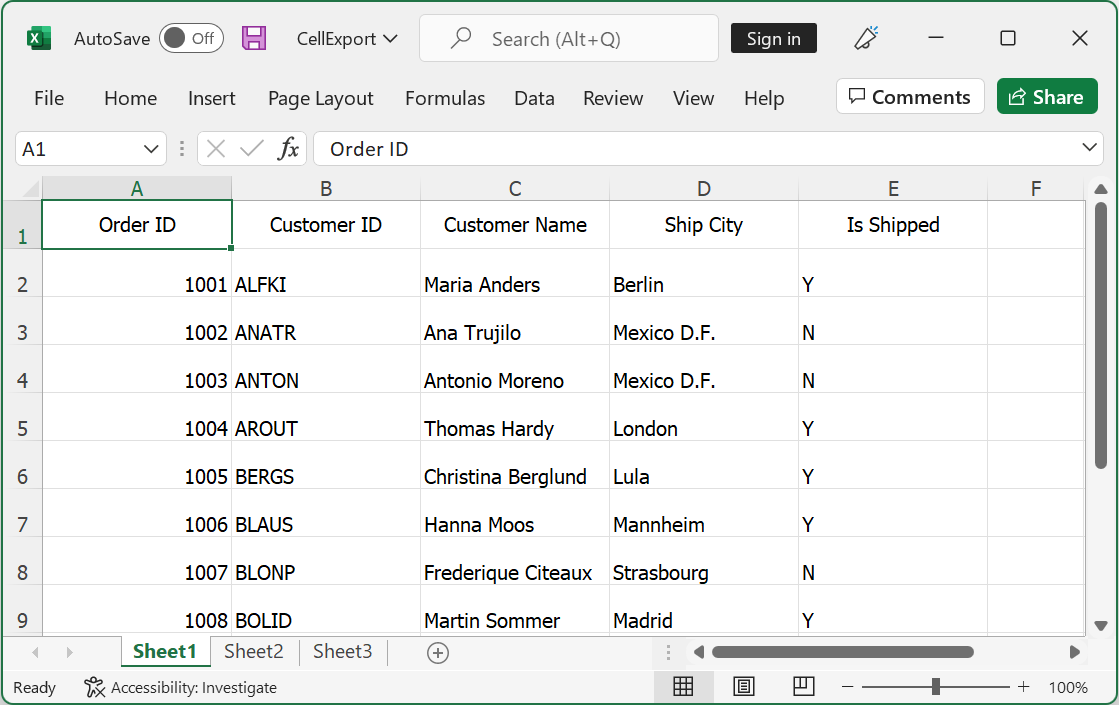 AutoSave Off CellExport Search (Alt+Q) Sign in
File Home Insert Page Layout Formulas Data Review View Help Comments Share
A1 fx Order ID
A B C D E F
1 Order ID Customer ID Customer Name Ship City Is Shipped
2 1001 ALFKI Maria Anders Berlin Y
3 1002 ANATR Ana Trujilo Mexico D.F. N
4 1003 ANTON Antonio Moreno Mexico D.F. N
5 1004 AROUT Thomas Hardy London Y
6 1005 BERGS Christina Berglund Lula Y
7 1006 BLAUS Hanna Moos Mannheim Y
8 1007 BLONP Frederique Citeaux Strasbourg N
9 1008 BOLID Martin Sommer Madrid Y
Sheet1 Sheet2 Sheet3
Ready Accessibility: Investigate 100%